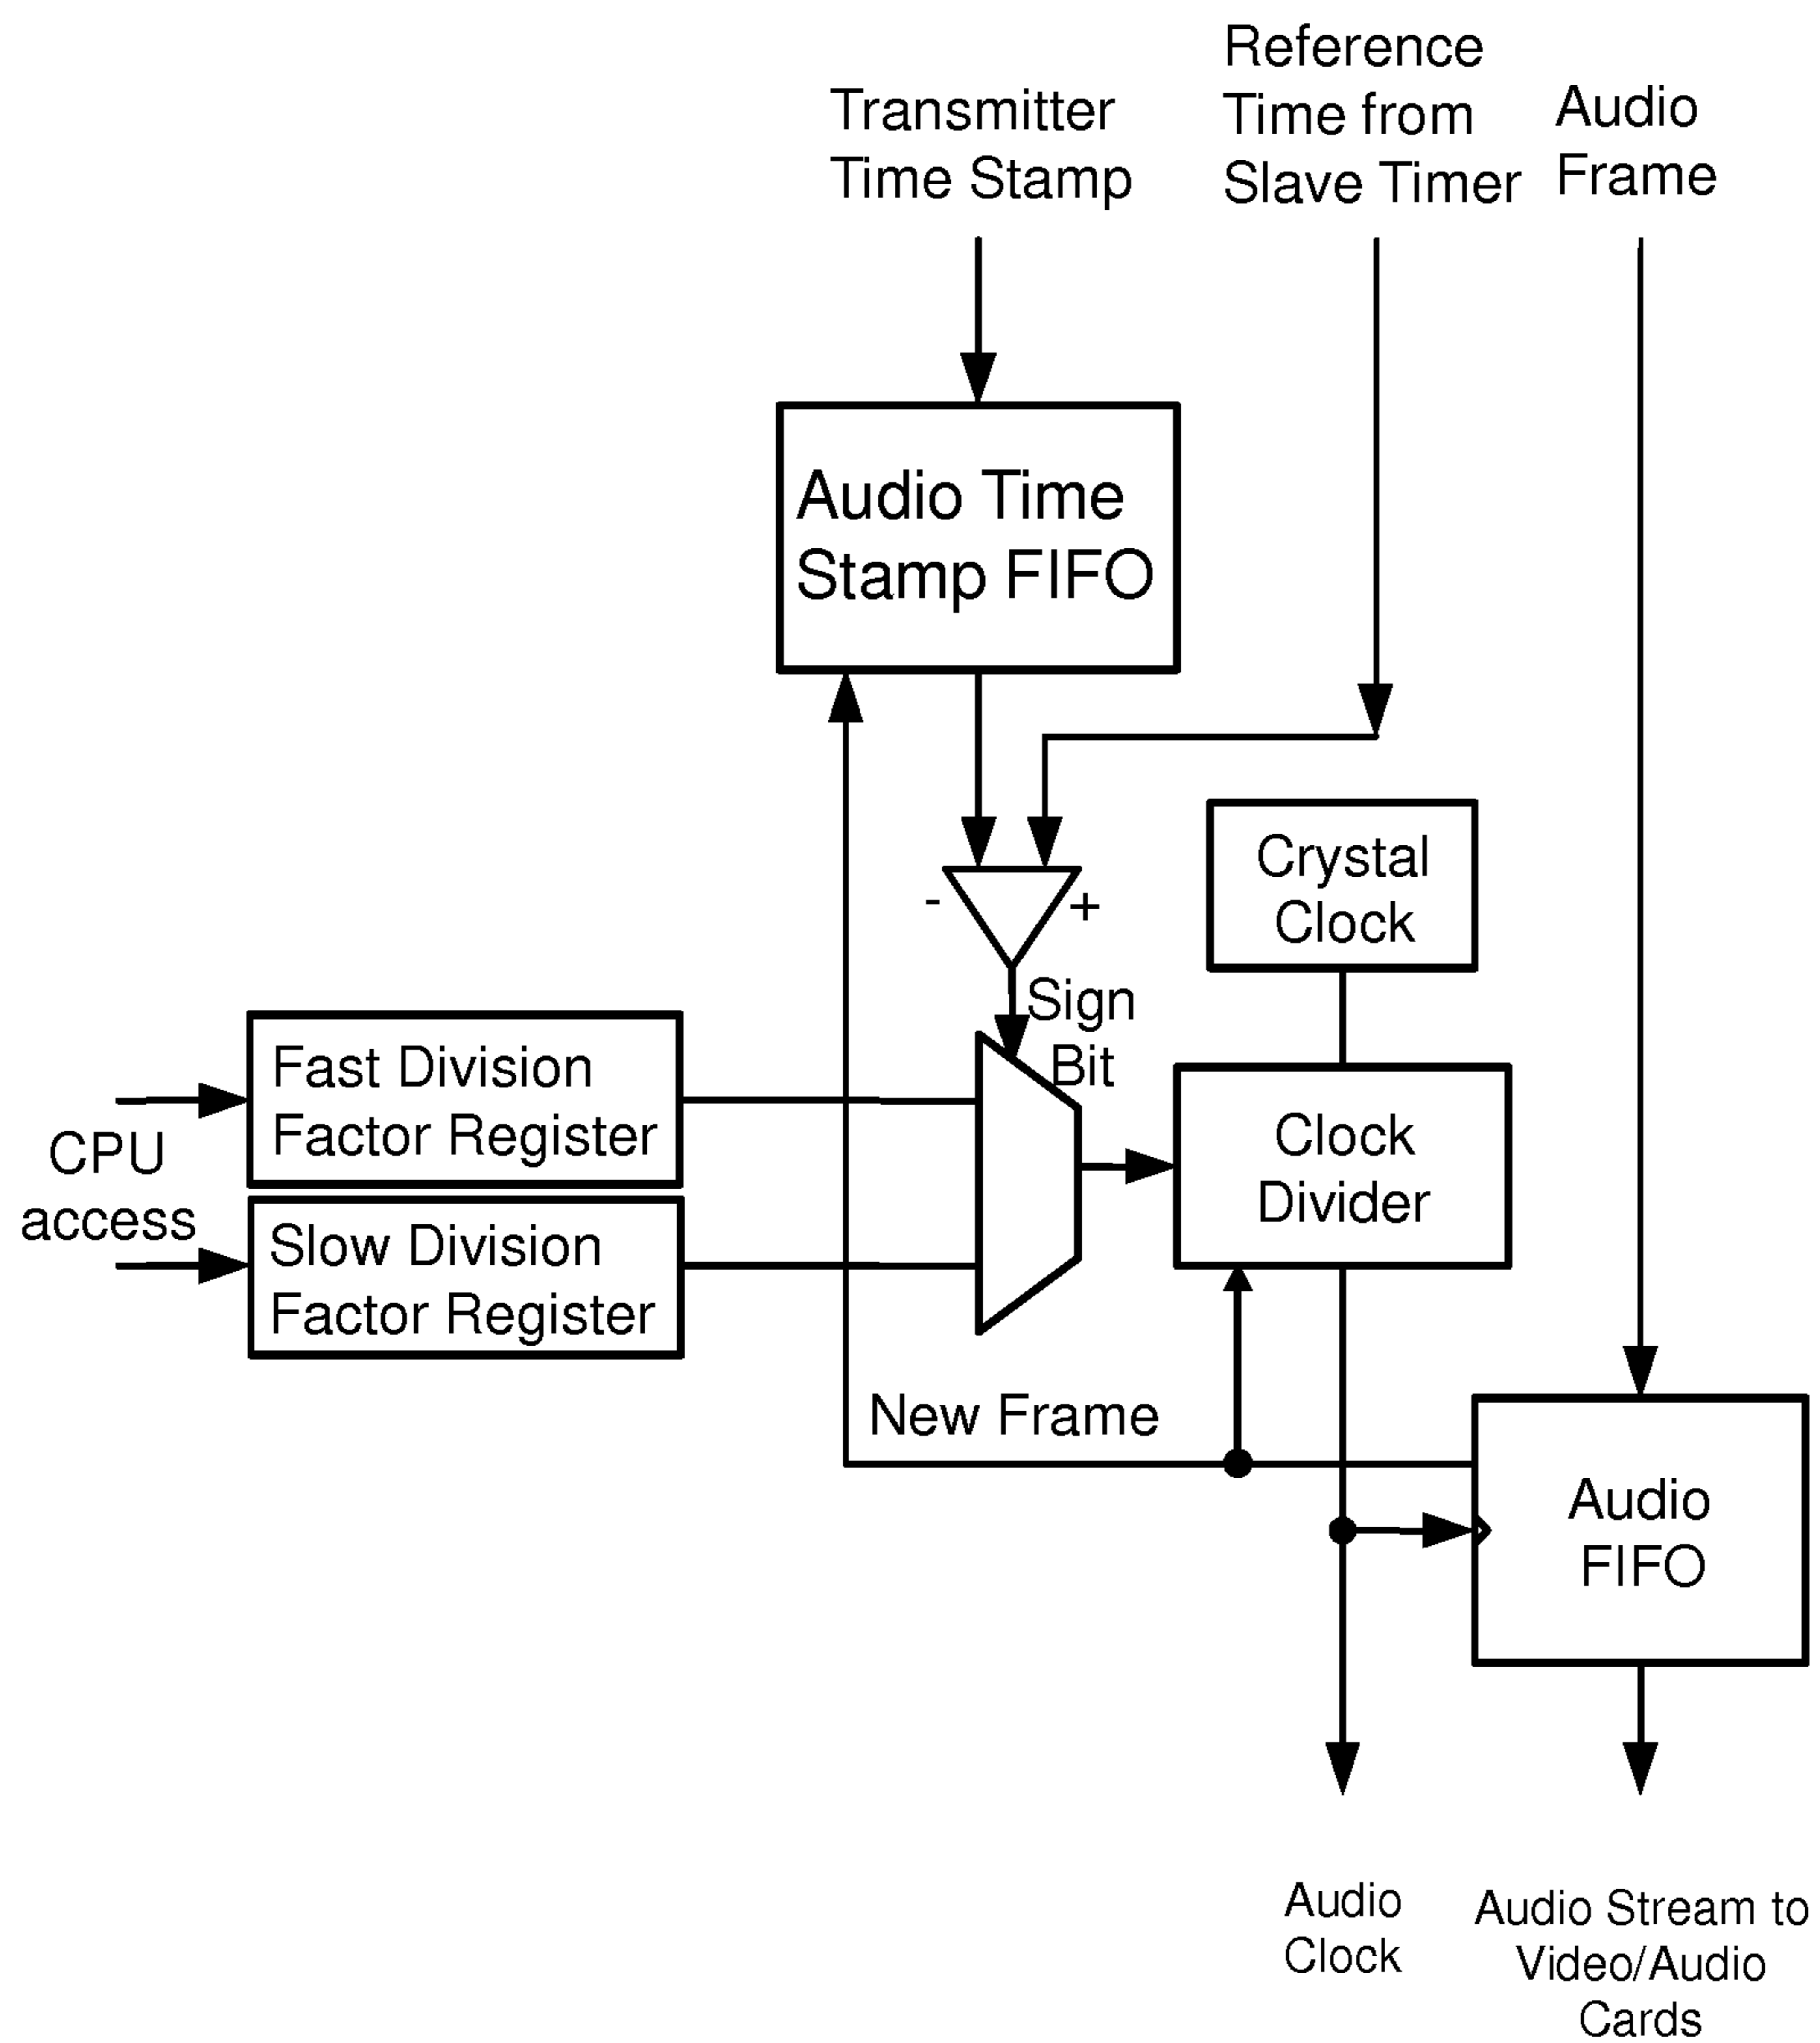 Transmitter
Time Stamp
Reference
Time from
Slave Timer
Audio
Frame
Audio Time
Stamp FIFO
-
+
Crystal
Clock
Sign
Bit
Fast Division
Factor Register
CPU
access
Slow Division
Factor Register
Clock
Divider
New Frame
Audio
FIFO
Audio
Clock
Audio Stream to
Video/Audio
Cards